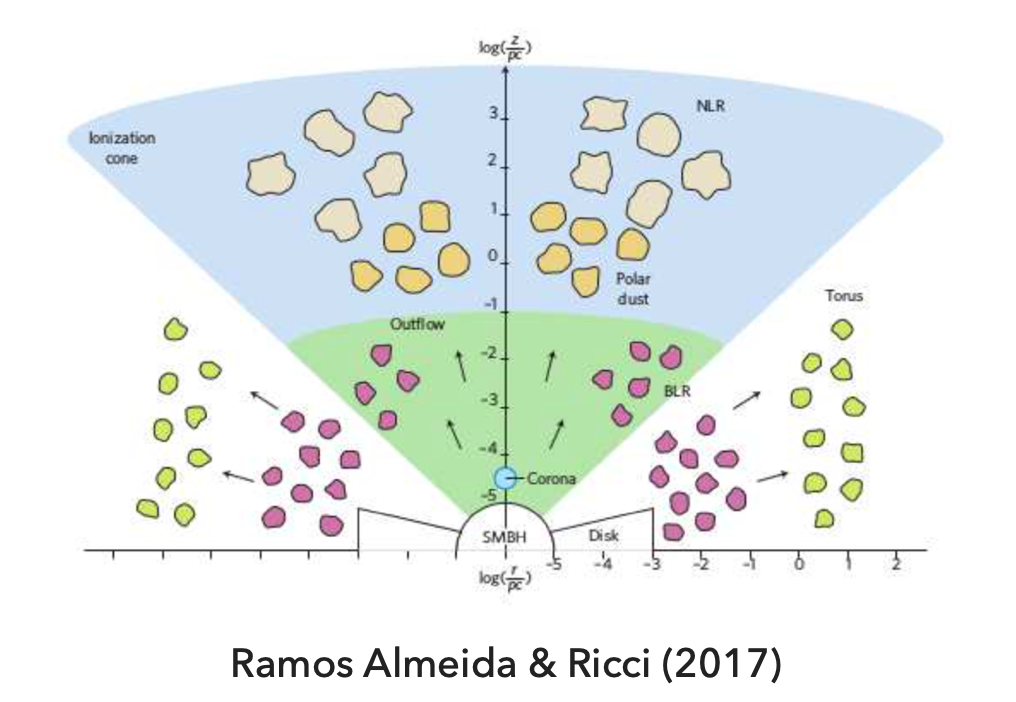 log(z/pc)
NLR
Ionization
cone
3
2
1
0
Polar
dust
Torus
-1
Outflow
-2
BLR
-3
-4
Corona
-5
SMBH
Disk
log(r/pc)
-5 -4 -3 -2 -1 0 1 2
Ramos Almeida & Ricci (2017)